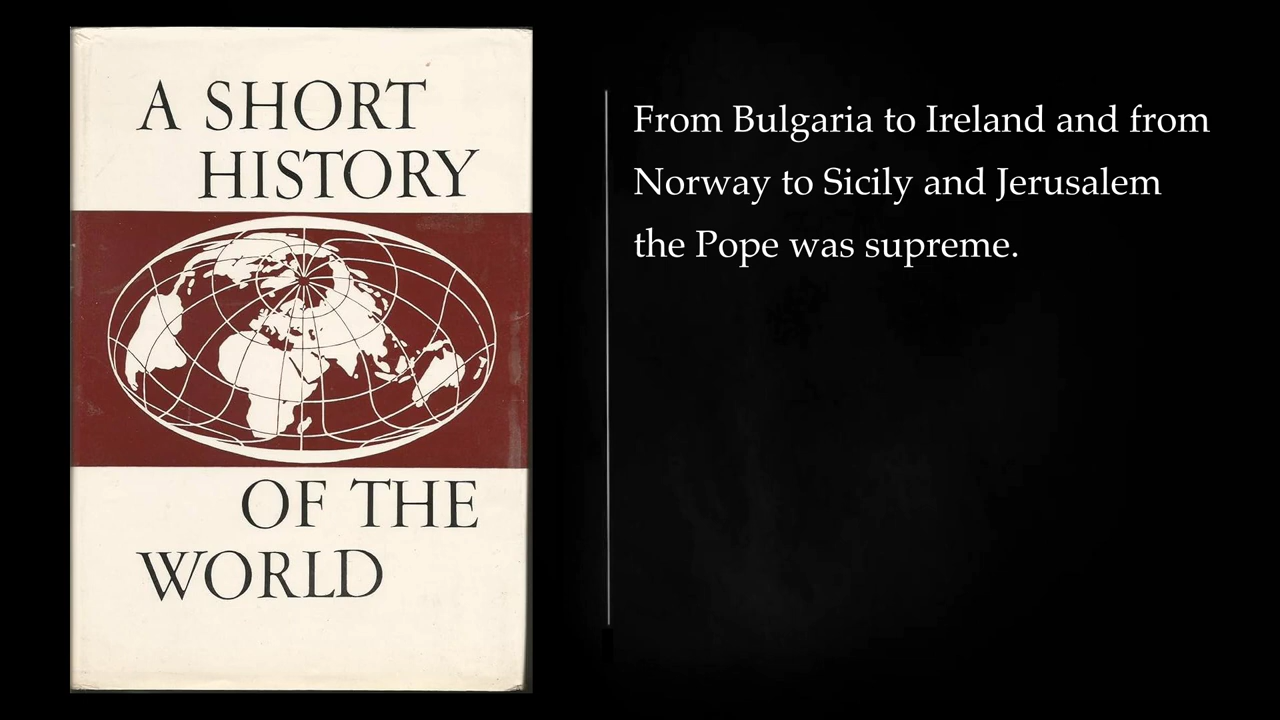 A SHORT
HISTORY
OF THE
WORLD
From Bulgaria to Ireland and from
Norway to Sicily and Jerusalem
the Pope was supreme.